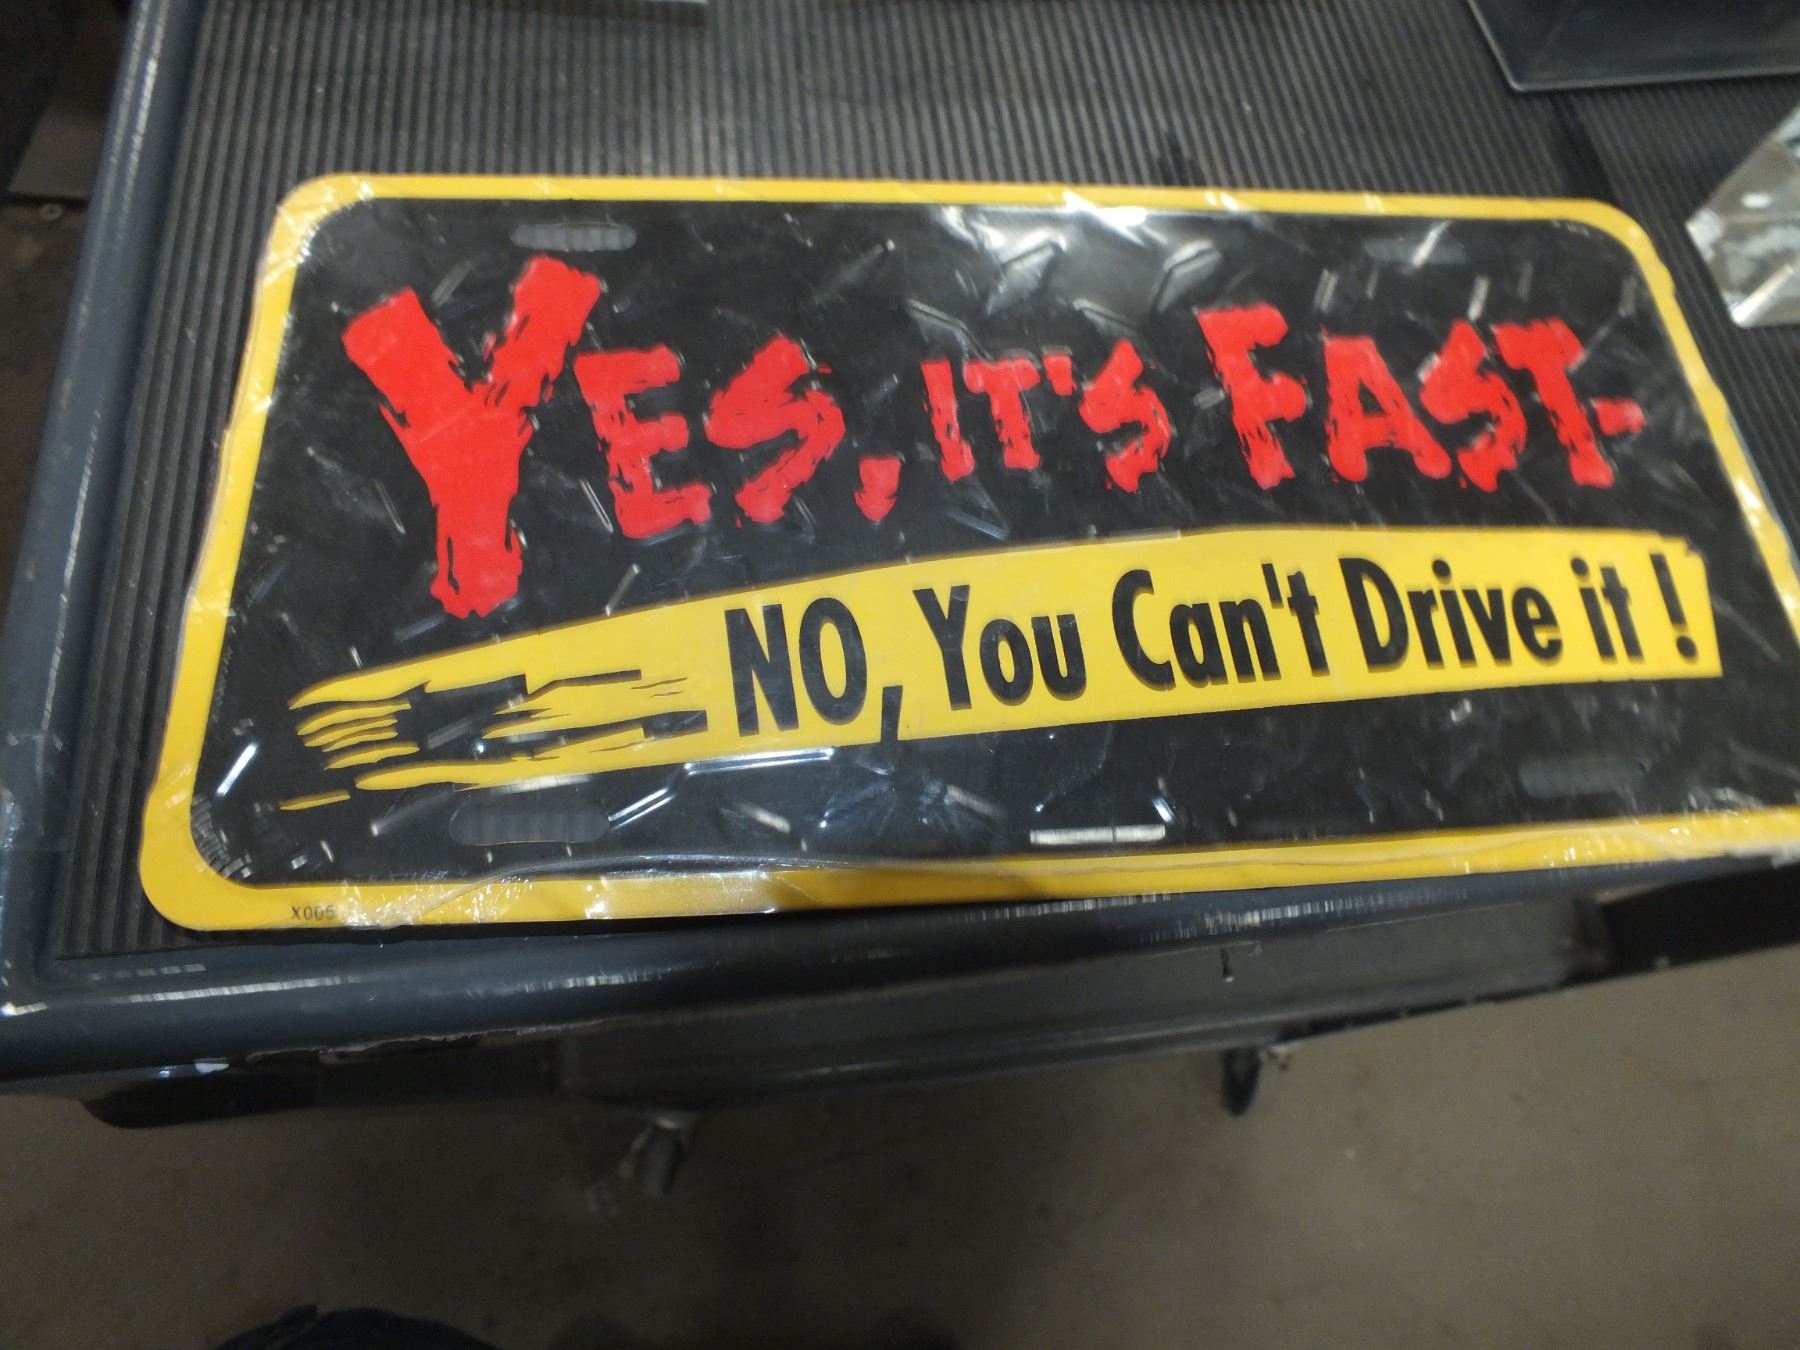 YES, IT'S FAST-
NO, You Can't Drive it !
X005